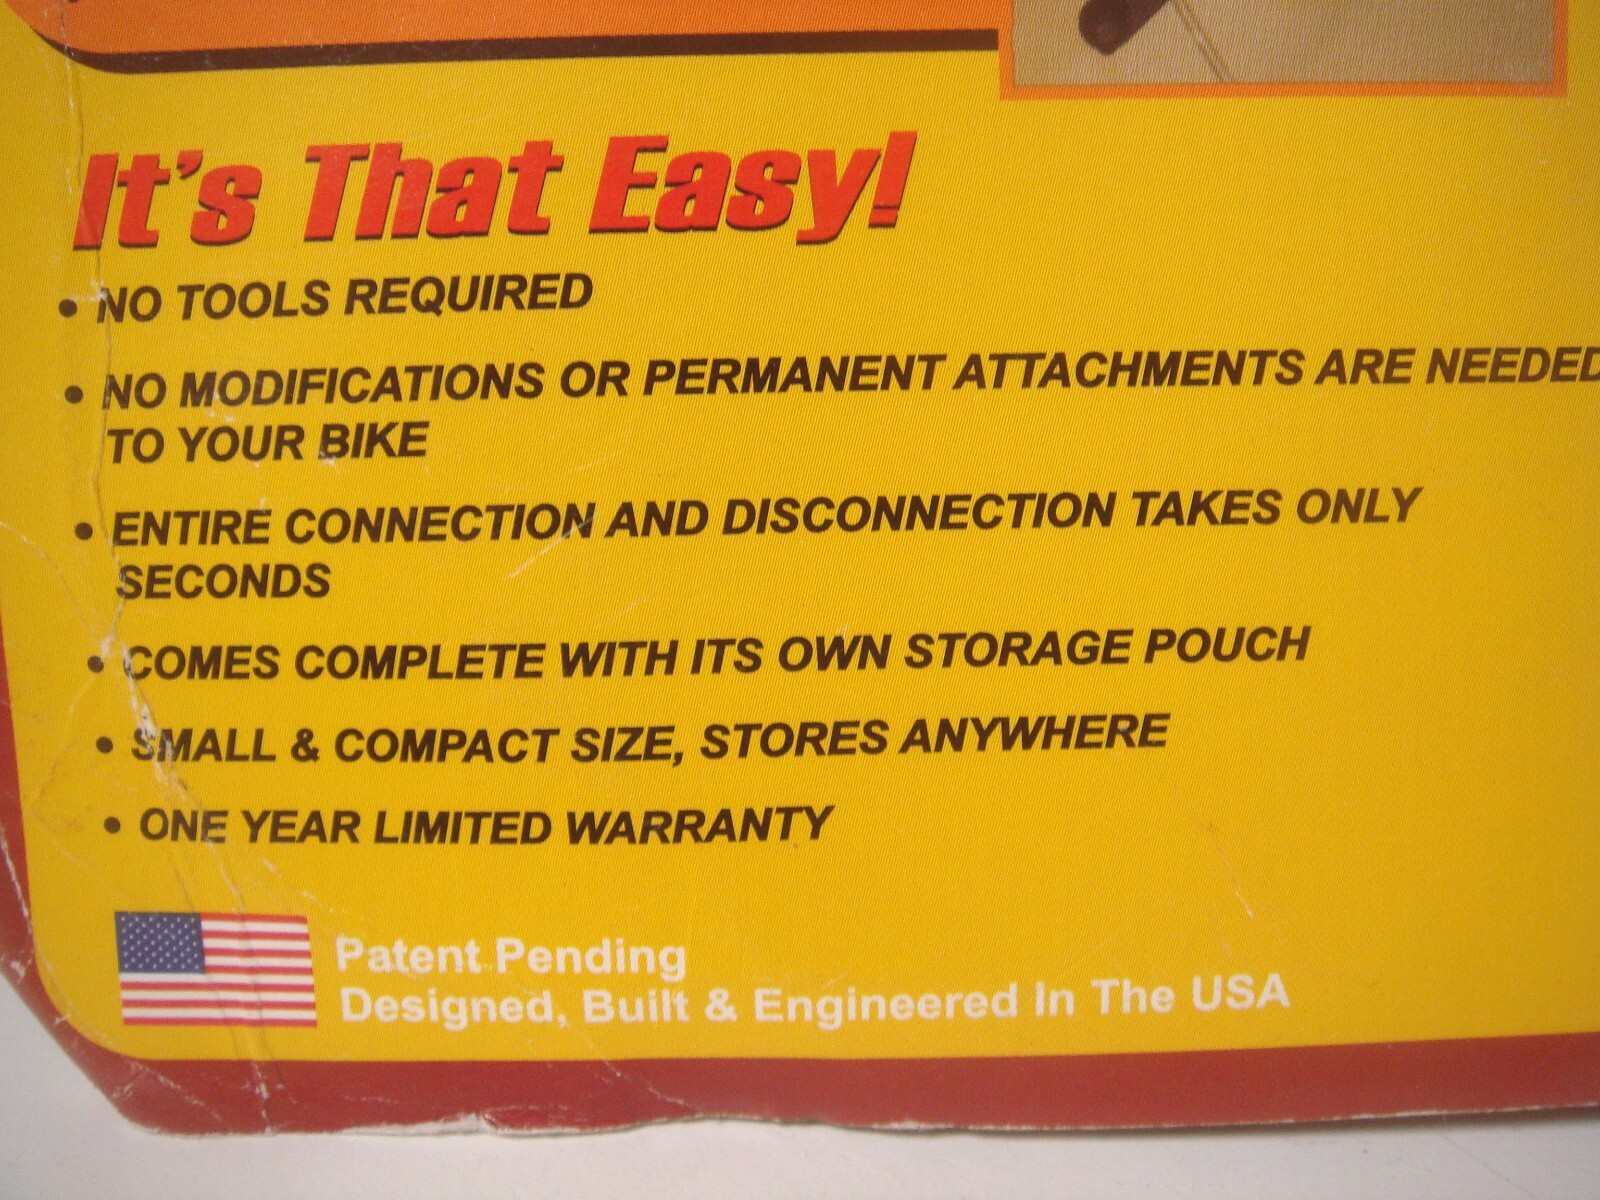 It's That Easy!
• NO TOOLS REQUIRED
• NO MODIFICATIONS OR PERMANENT ATTACHMENTS ARE NEEDED
TO YOUR BIKE
• ENTIRE CONNECTION AND DISCONNECTION TAKES ONLY
SECONDS
• COMES COMPLETE WITH ITS OWN STORAGE POUCH
• SMALL & COMPACT SIZE, STORES ANYWHERE
• ONE YEAR LIMITED WARRANTY
Patent Pending
Designed, Built & Engineered In The USA